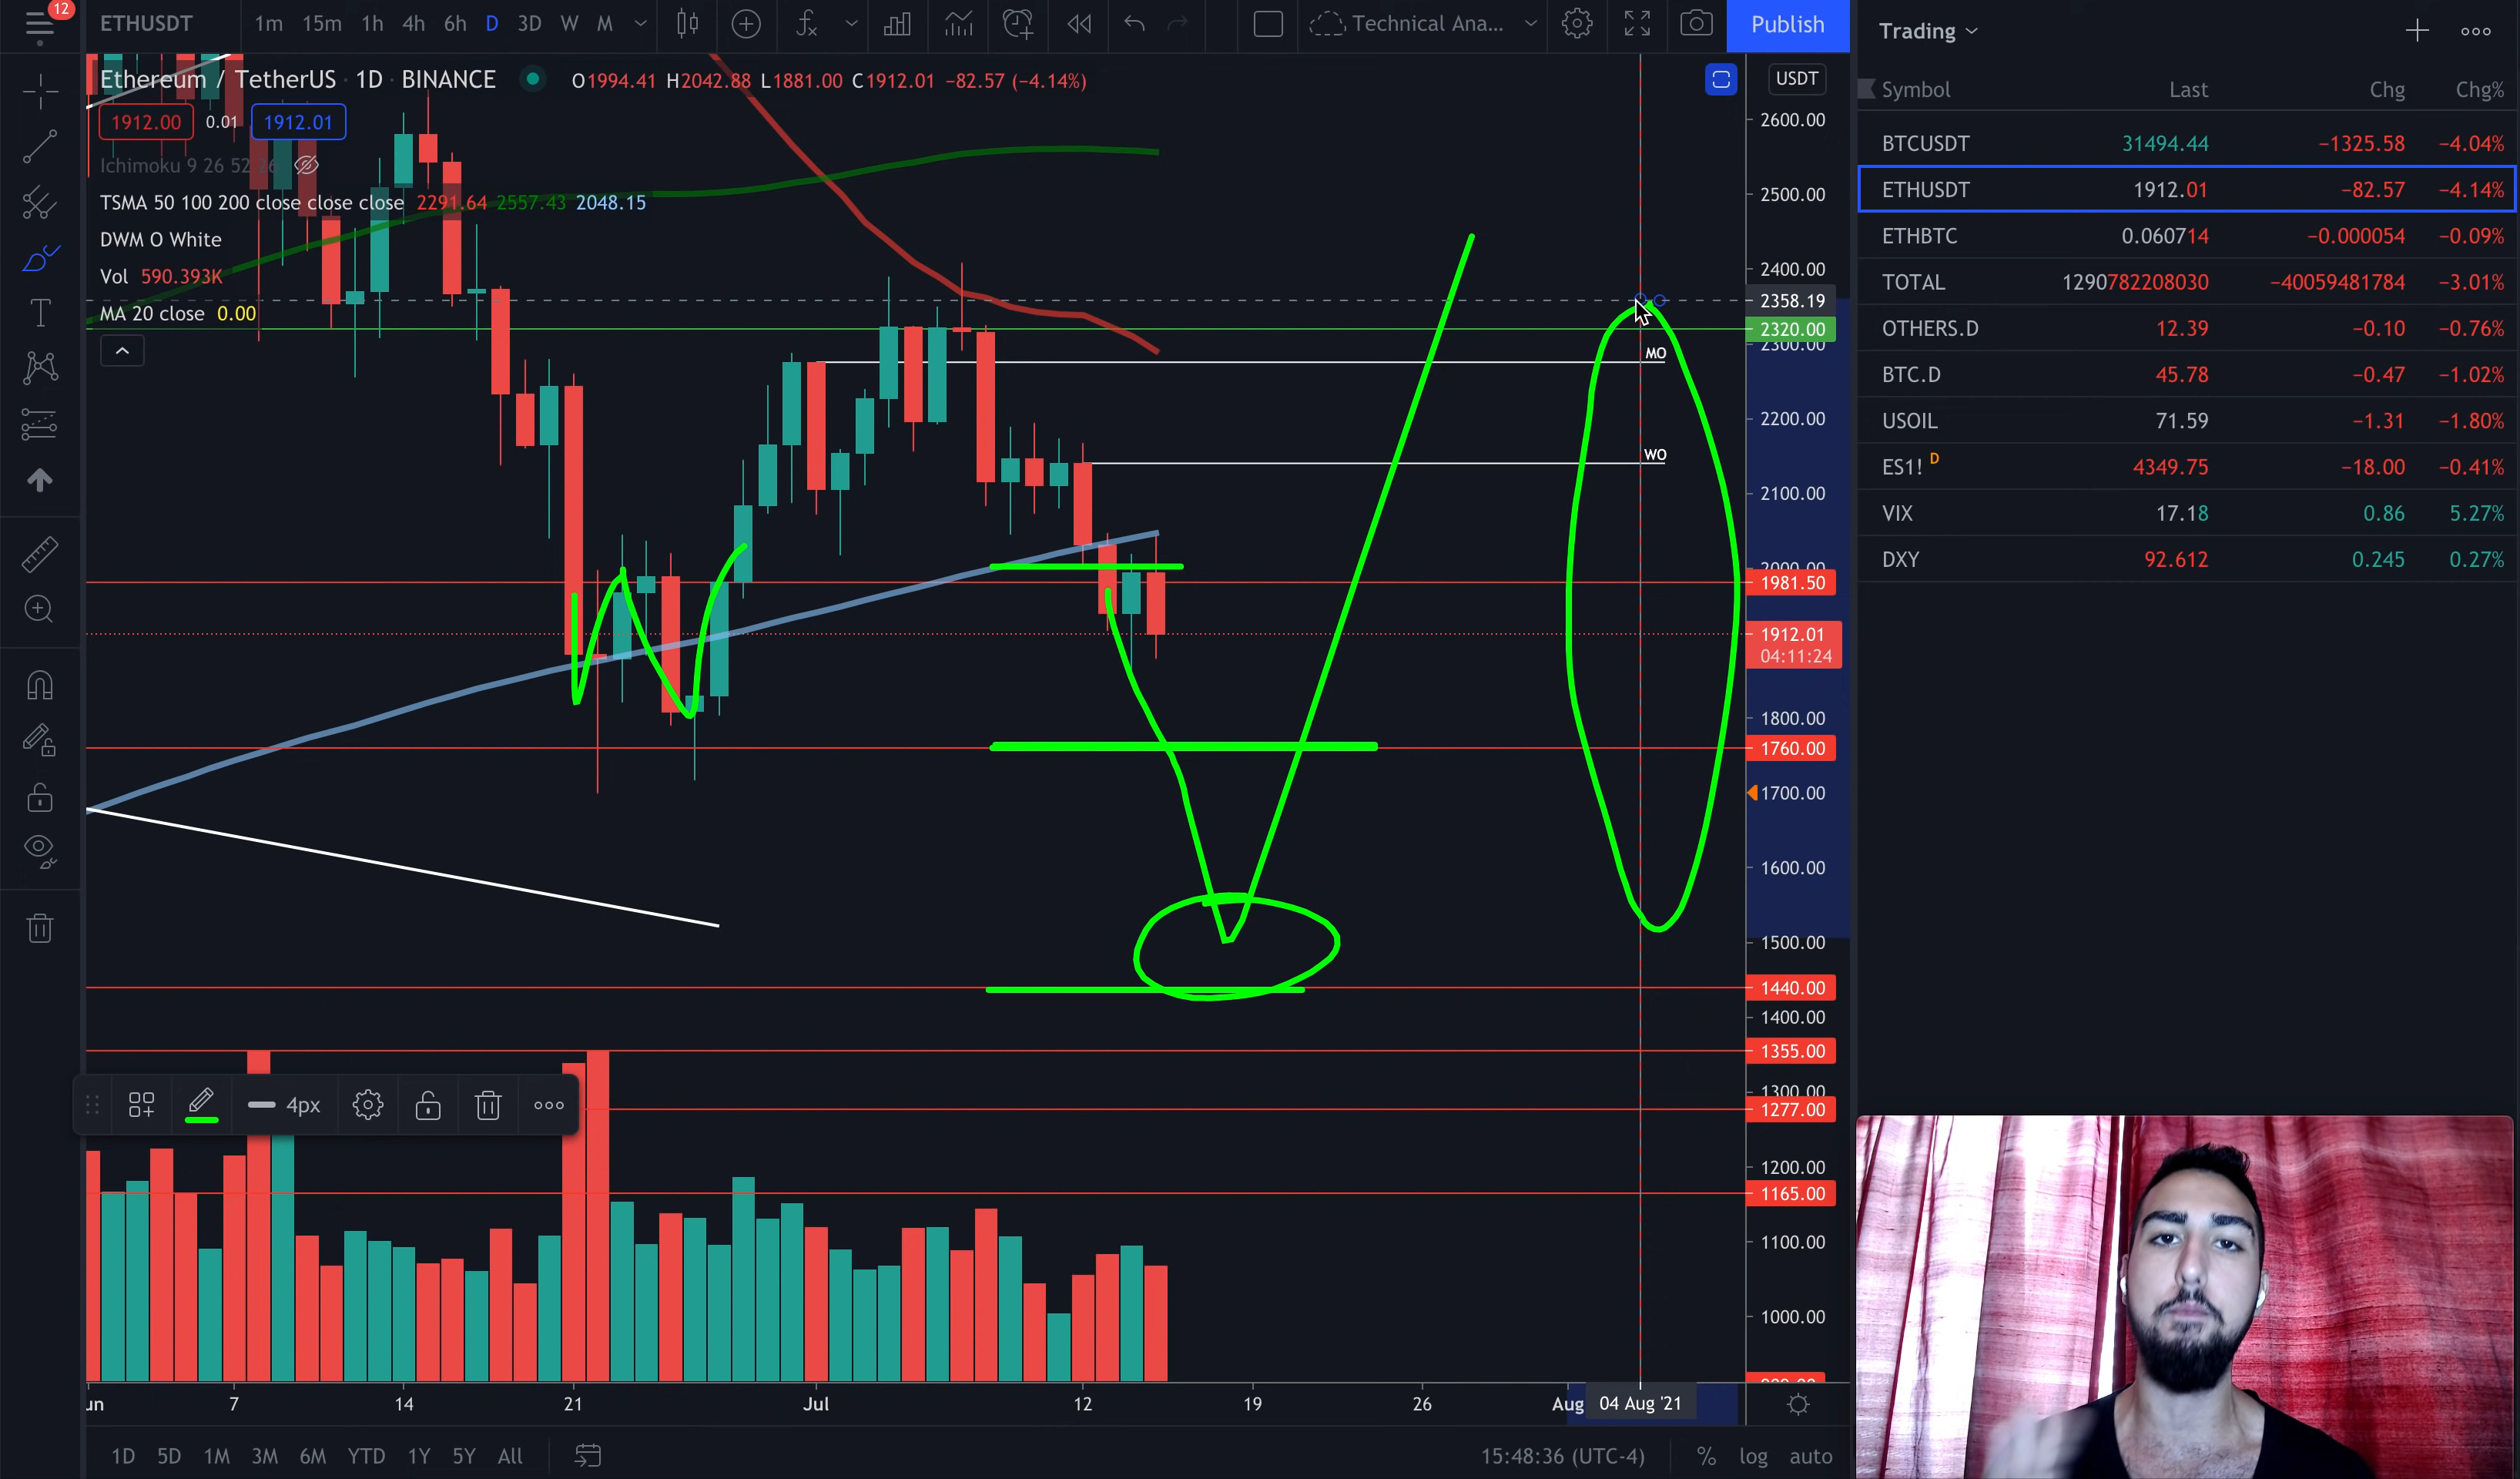 12
ETHUSDT 1m 15m 1h 4h 6h D 3D W M Technical Ana... Publish
Ethereum / TetherUS · 1D · BINANCE O1994.41 H2042.88 L1881.00 C1912.01 −82.57 (−4.14%)
USDT
1912.00 0.01 1912.01
Ichimoku 9 26 52 26
TSMA 50 100 200 close close close 2291.64 2557.43 2048.15
DWM O White
Vol 590.393K
MA 20 close 0.00
2600.00
2500.00
2400.00
2358.19
2320.00
2300.00
MO
2200.00
WO
2100.00
2000.00
1981.50
1912.01
04:11:24
1800.00
1760.00
1700.00
1600.00
1500.00
1440.00
1400.00
1355.00
1300.00
1277.00
1200.00
1165.00
1100.00
1000.00
4px
un 7 14 21 Jul 12 19 26 Aug 04 Aug '21
1D 5D 1M 3M 6M YTD 1Y 5Y All 15:48:36 (UTC-4) % log auto
Trading
Symbol Last Chg Chg%
BTCUSDT 31494.44 −1325.58 −4.04%
ETHUSDT 1912.01 −82.57 −4.14%
ETHBTC 0.060714 −0.000054 −0.09%
TOTAL 1290782208030 −40059481784 −3.01%
OTHERS.D 12.39 −0.10 −0.76%
BTC.D 45.78 −0.47 −1.02%
USOIL 71.59 −1.31 −1.80%
ES1! D 4349.75 −18.00 −0.41%
VIX 17.18 0.86 5.27%
DXY 92.612 0.245 0.27%